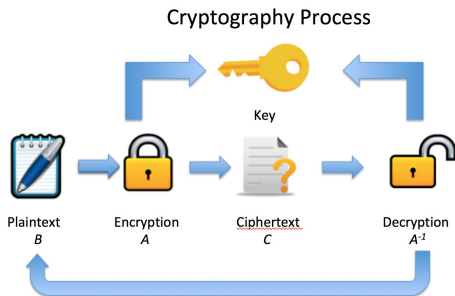 Cryptography Process
Key
Plaintext
B
Encryption
A
Ciphertext
C
Decryption
A⁻¹